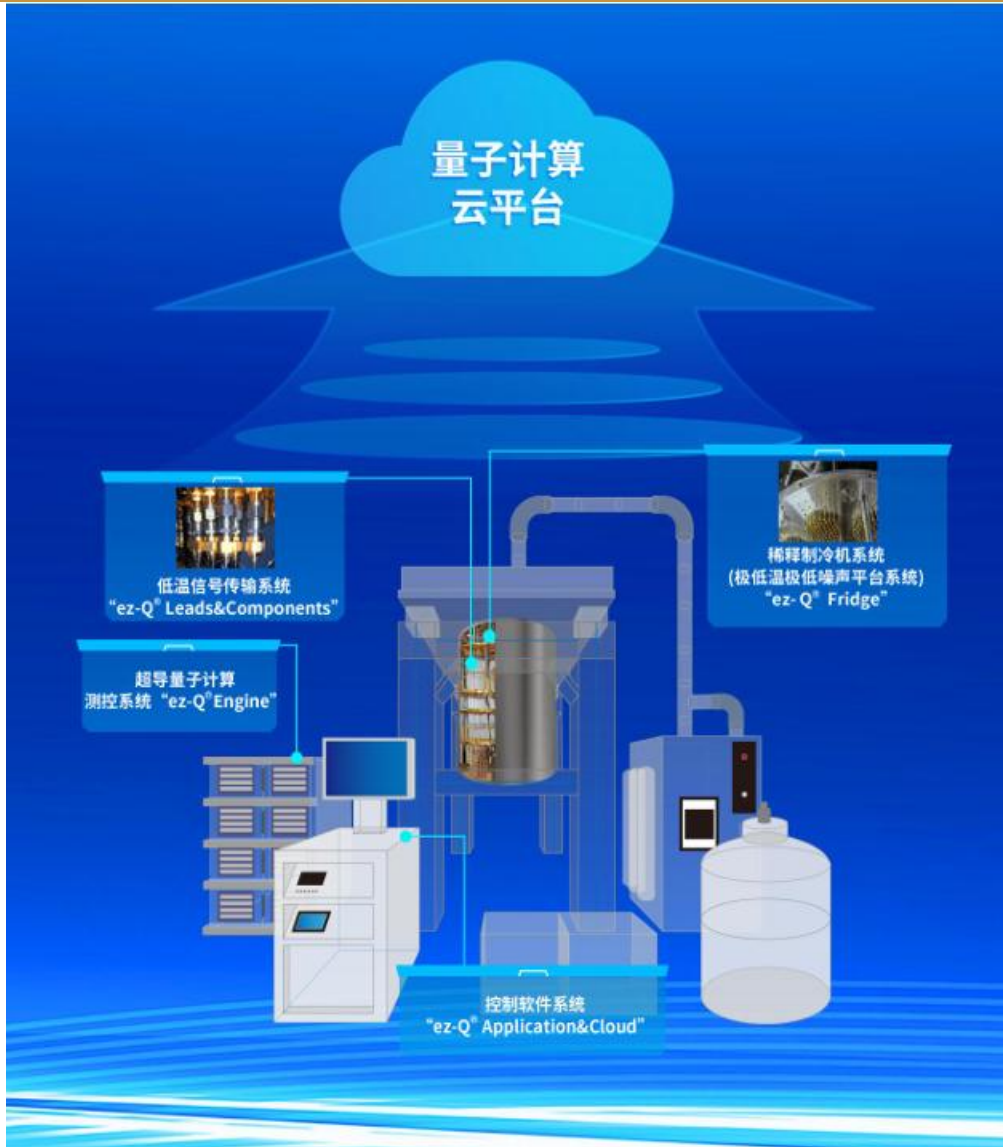 量子计算
云平台
低温信号传输系统
“ez-Q® Leads&Components”
稀释制冷机系统
(极低温极低噪声平台系统)
“ez-Q® Fridge”
超导量子计算
测控系统“ez-Q®Engine”
控制软件系统
“ez-Q® Application&Cloud”